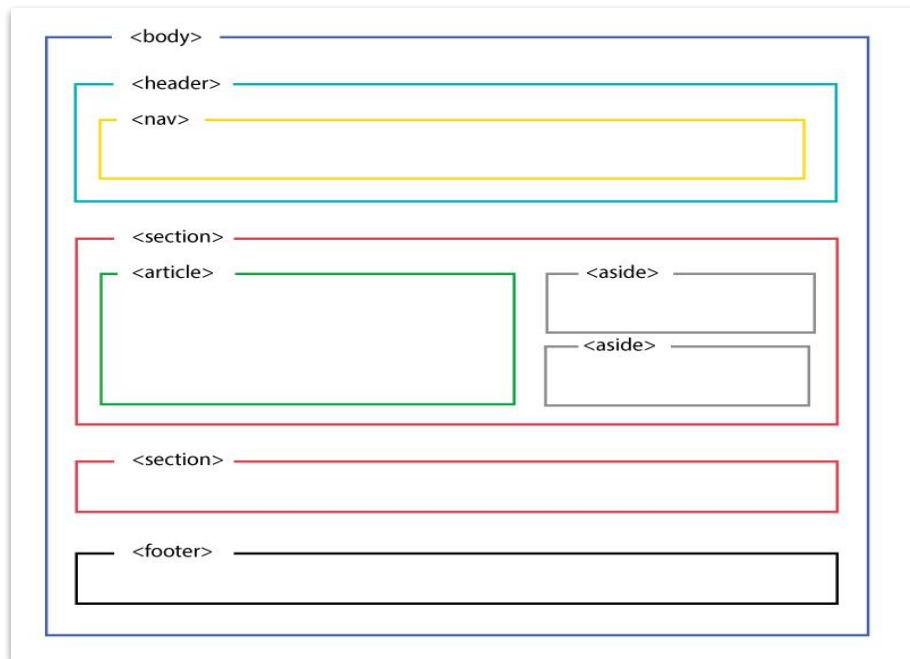 <body>
<header>
<nav>
<section>
<article>
<aside>
<aside>
<section>
<footer>